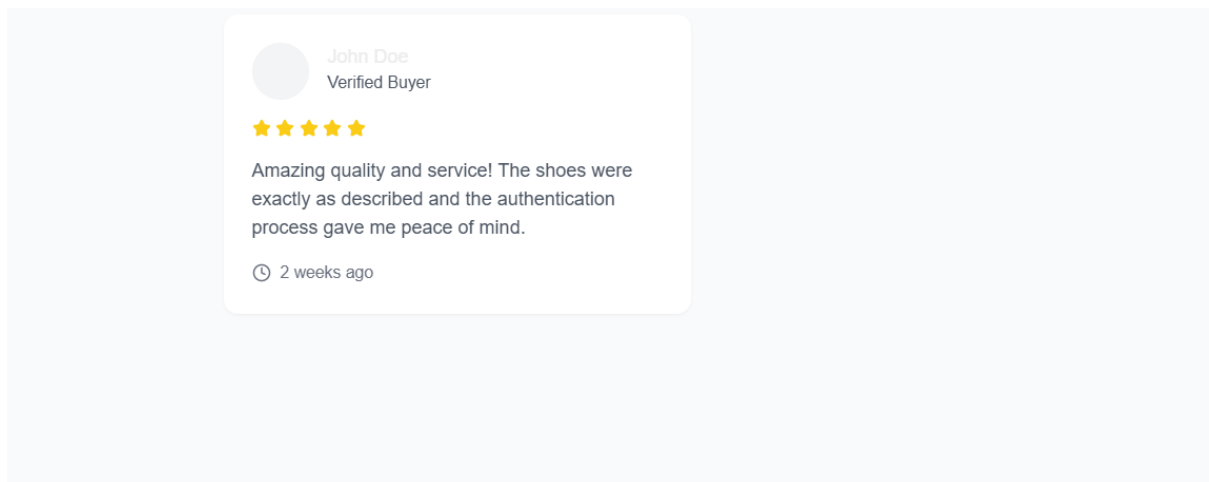 John Doe
Verified Buyer
Amazing quality and service! The shoes were
exactly as described and the authentication
process gave me peace of mind.
2 weeks ago